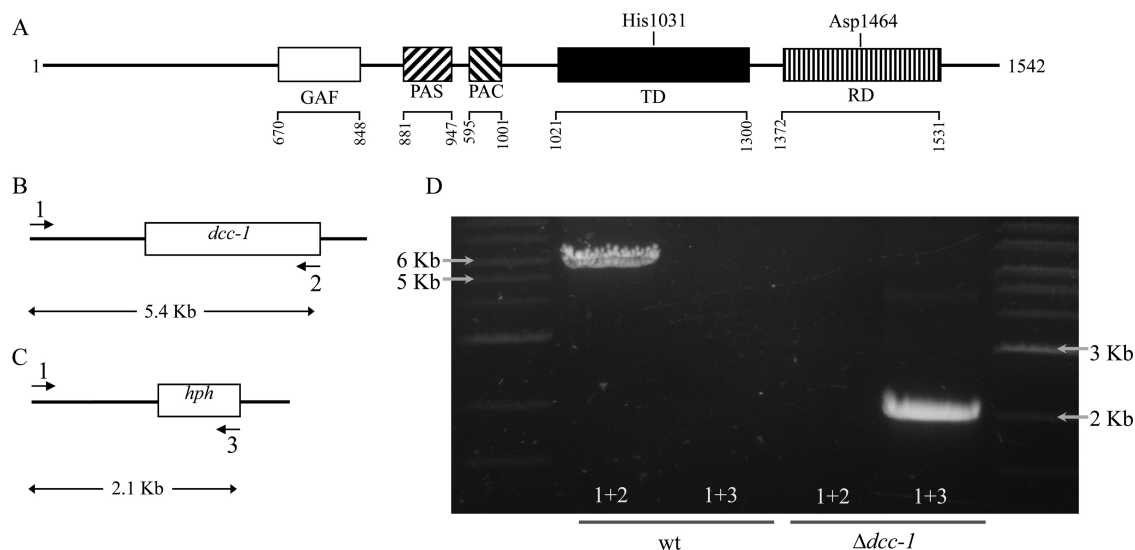 A
His1031
Asp1464
1
1542
GAF
PAS
PAC
TD
RD
670
848
881
947
595
1001
1021
1300
1372
1531
B
1
dcc-1
2
5.4 Kb
C
1
hph
3
2.1 Kb
D
6 Kb
5 Kb
3 Kb
2 Kb
1+2
1+3
1+2
1+3
wt
Δdcc-1